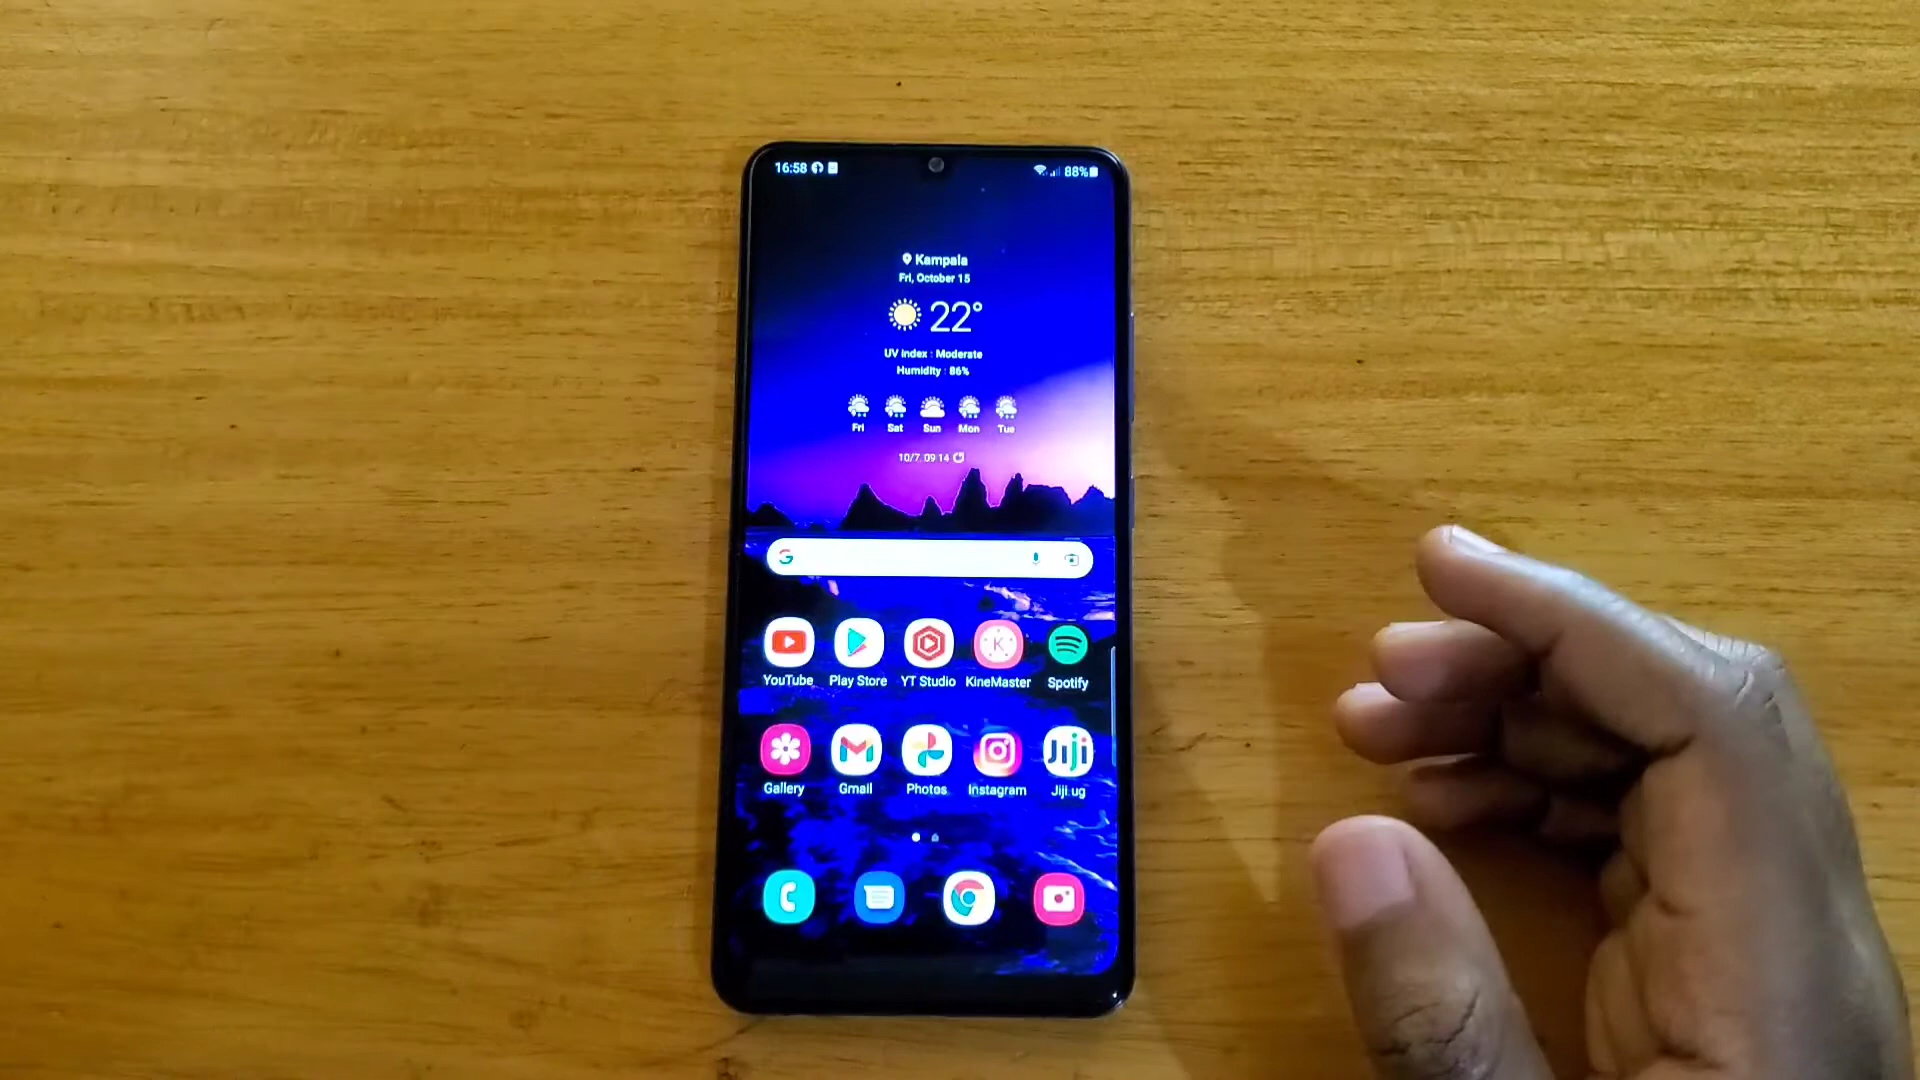 16:58
88%
Kampala
Fri, October 15
22°
UV index : Moderate
Humidity : 86%
Fri Sat Sun Mon Tue
10/7 09:14
G
YouTube Play Store YT Studio KineMaster Spotify
K
Jiji
Gallery Gmail Photos Instagram Jiji.ug